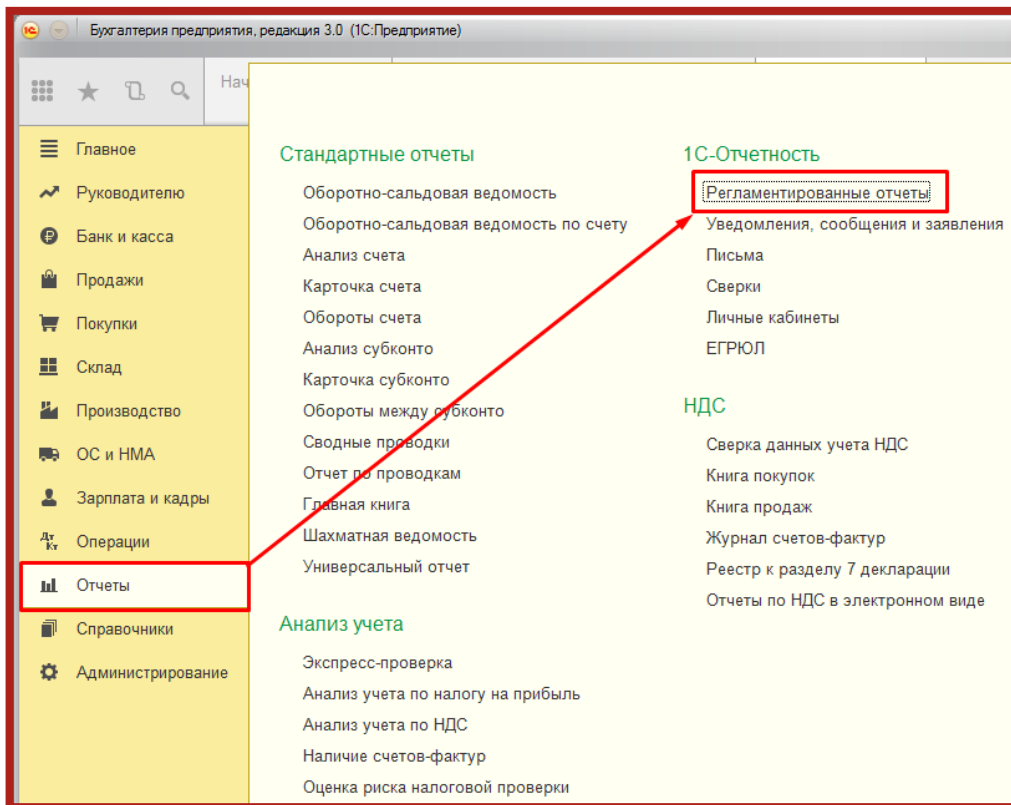 1С Бухгалтерия предприятия, редакция 3.0 (1С:Предприятие)
Нач
Главное
Руководителю
Банк и касса
Продажи
Покупки
Склад
Производство
ОС и НМА
Зарплата и кадры
Дт Кт Операции
Отчеты
Справочники
Администрирование
Стандартные отчеты
Оборотно-сальдовая ведомость
Оборотно-сальдовая ведомость по счету
Анализ счета
Карточка счета
Обороты счета
Анализ субконто
Карточка субконто
Обороты между субконто
Сводные проводки
Отчет по проводкам
Главная книга
Шахматная ведомость
Универсальный отчет
Анализ учета
Экспресс-проверка
Анализ учета по налогу на прибыль
Анализ учета по НДС
Наличие счетов-фактур
Оценка риска налоговой проверки
1С-Отчетность
Регламентированные отчеты
Уведомления, сообщения и заявления
Письма
Сверки
Личные кабинеты
ЕГРЮЛ
НДС
Сверка данных учета НДС
Книга покупок
Книга продаж
Журнал счетов-фактур
Реестр к разделу 7 декларации
Отчеты по НДС в электронном виде